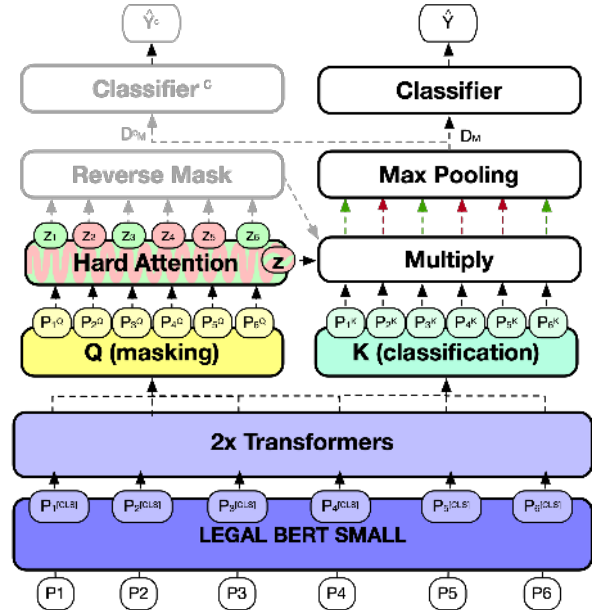 Ŷᶜ Ŷ
Classifier ᶜ Classifier
Dᶜₘ Dₘ
Reverse Mask Max Pooling
z₁ z₂ z₃ z₄ z₅ z₆
Hard Attention z Multiply
P₁Q P₂Q P₃Q P₄Q P₅Q P₆Q P₁K P₂K P₃K P₄K P₅K P₆K
Q (masking) K (classification)
2x Transformers
P₁[CLS] P₂[CLS] P₃[CLS] P₄[CLS] P₅[CLS] P₆[CLS]
LEGAL BERT SMALL
P1 P2 P3 P4 P5 P6